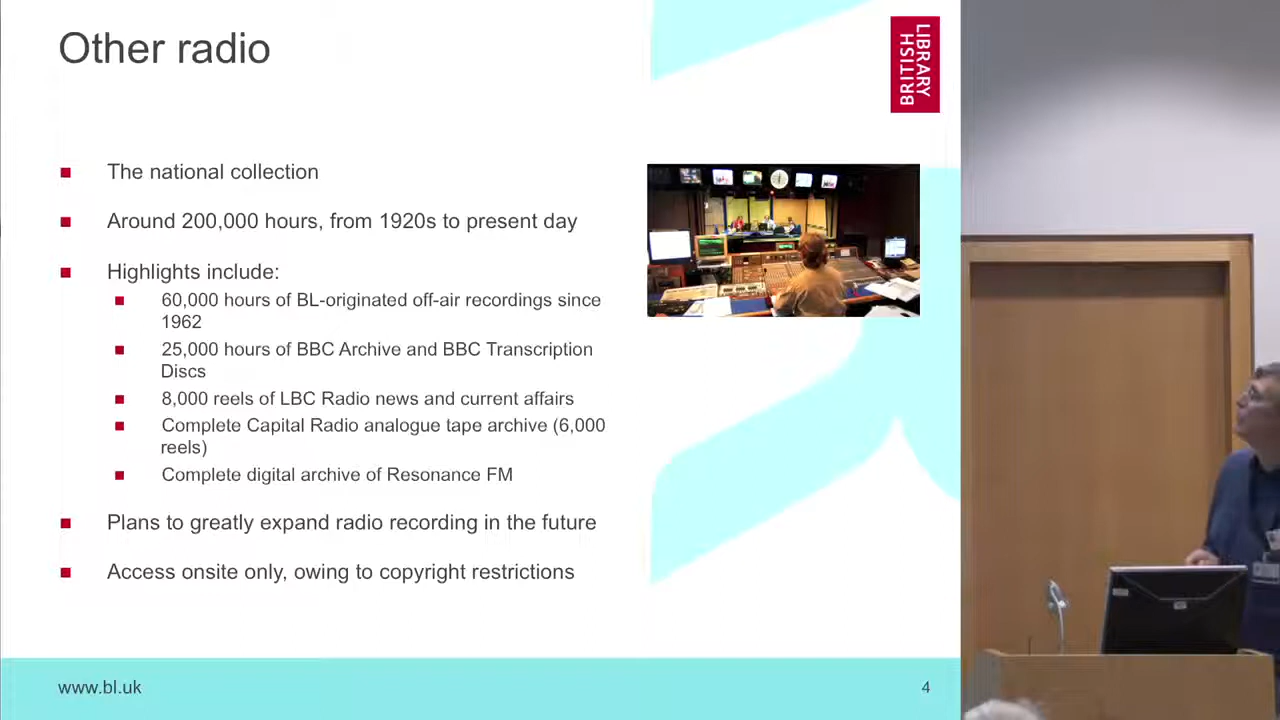 Other radio
BRITISH
LIBRARY
The national collection
Around 200,000 hours, from 1920s to present day
Highlights include:
60,000 hours of BL-originated off-air recordings since
1962
25,000 hours of BBC Archive and BBC Transcription
Discs
8,000 reels of LBC Radio news and current affairs
Complete Capital Radio analogue tape archive (6,000
reels)
Complete digital archive of Resonance FM
Plans to greatly expand radio recording in the future
Access onsite only, owing to copyright restrictions
www.bl.uk
4